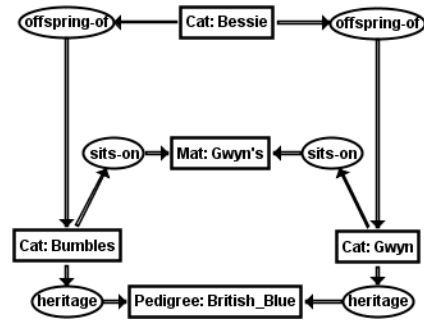 offspring-of
Cat: Bessie
offspring-of
sits-on
Mat: Gwyn's
sits-on
Cat: Bumbles
Cat: Gwyn
heritage
Pedigree: British_Blue
heritage